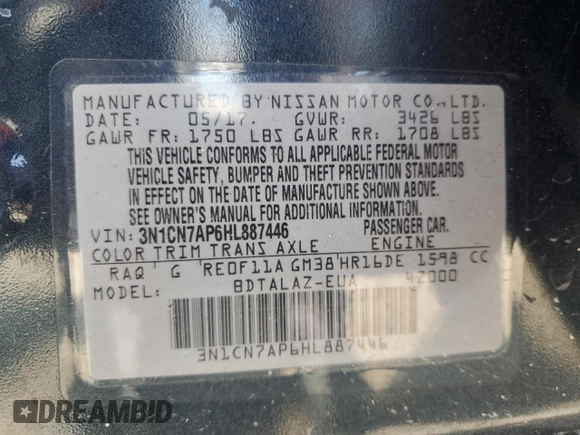 MANUFACTURED BY NISSAN MOTOR CO.,LTD.
DATE: 05/17. GVWR: 3426 LBS
GAWR FR: 1750 LBS GAWR RR: 1708 LBS
THIS VEHICLE CONFORMS TO ALL APPLICABLE FEDERAL MOTOR
VEHICLE SAFETY, BUMPER AND THEFT PREVENTION STANDARDS
IN EFFECT ON THE DATE OF MANUFACTURE SHOWN ABOVE.
SEE OWNER'S MANUAL FOR ADDITIONAL INFORMATION.
VIN: 3N1CN7AP6HL887446 PASSENGER CAR.
COLOR TRIM TRANS AXLE ENGINE
RAQ G RE0F11A GM38 HR16DE 1598 CC
MODEL: BDTALAZ-EUA 42000
3N1CN7AP6HL887446
DREAMBID